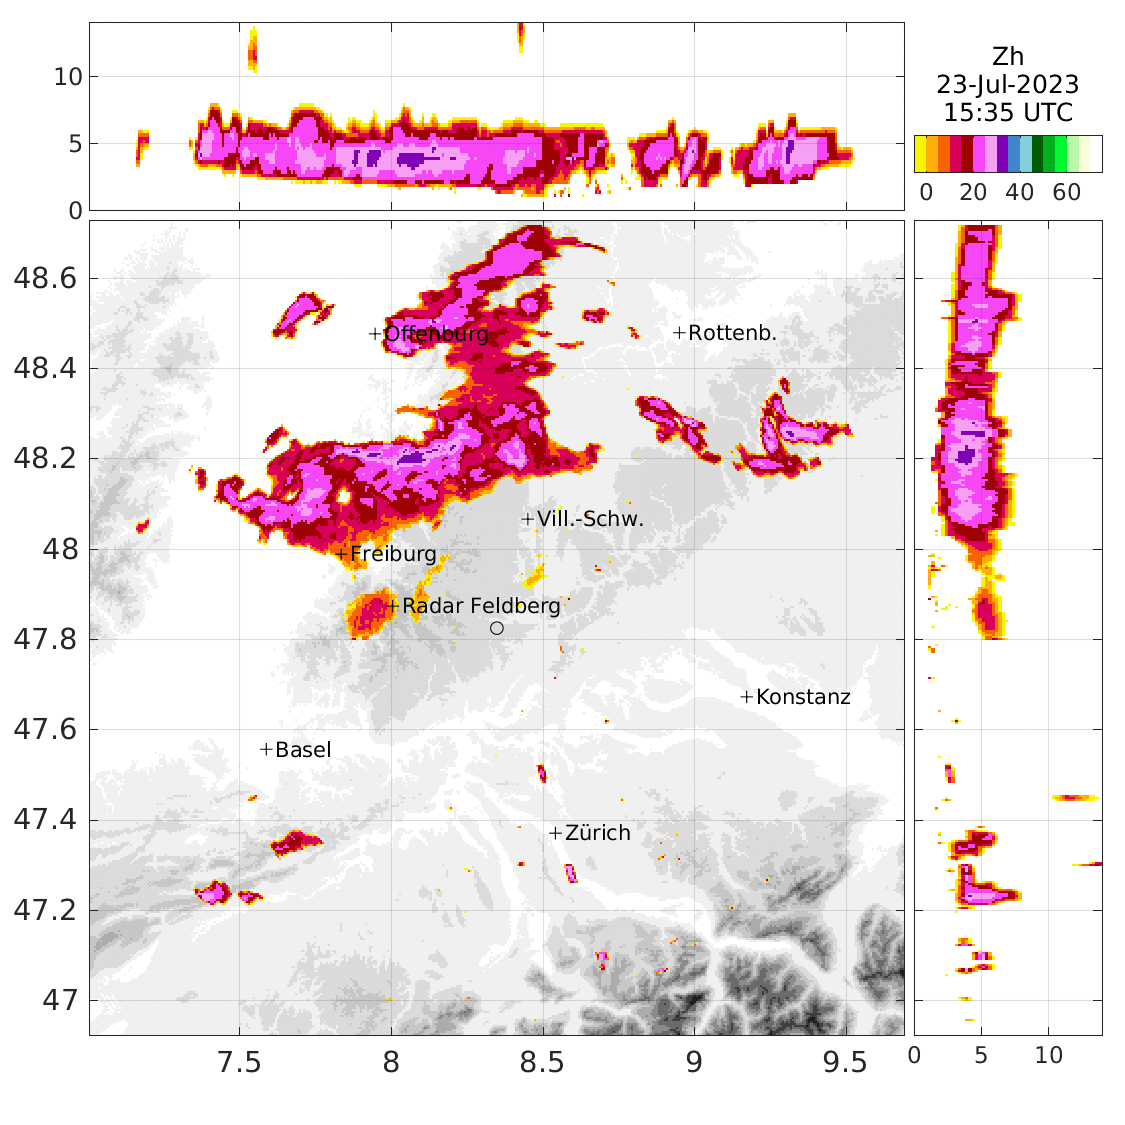 10
5
0
Zh
23-Jul-2023
15:35 UTC
0 20 40 60
48.6
48.4
48.2
48
47.8
47.6
47.4
47.2
47
+Offenburg
+Rottenb.
+Vill.-Schw.
+Freiburg
+Radar Feldberg
+Konstanz
+Basel
+Zürich
7.5 8 8.5 9 9.5
0 5 10